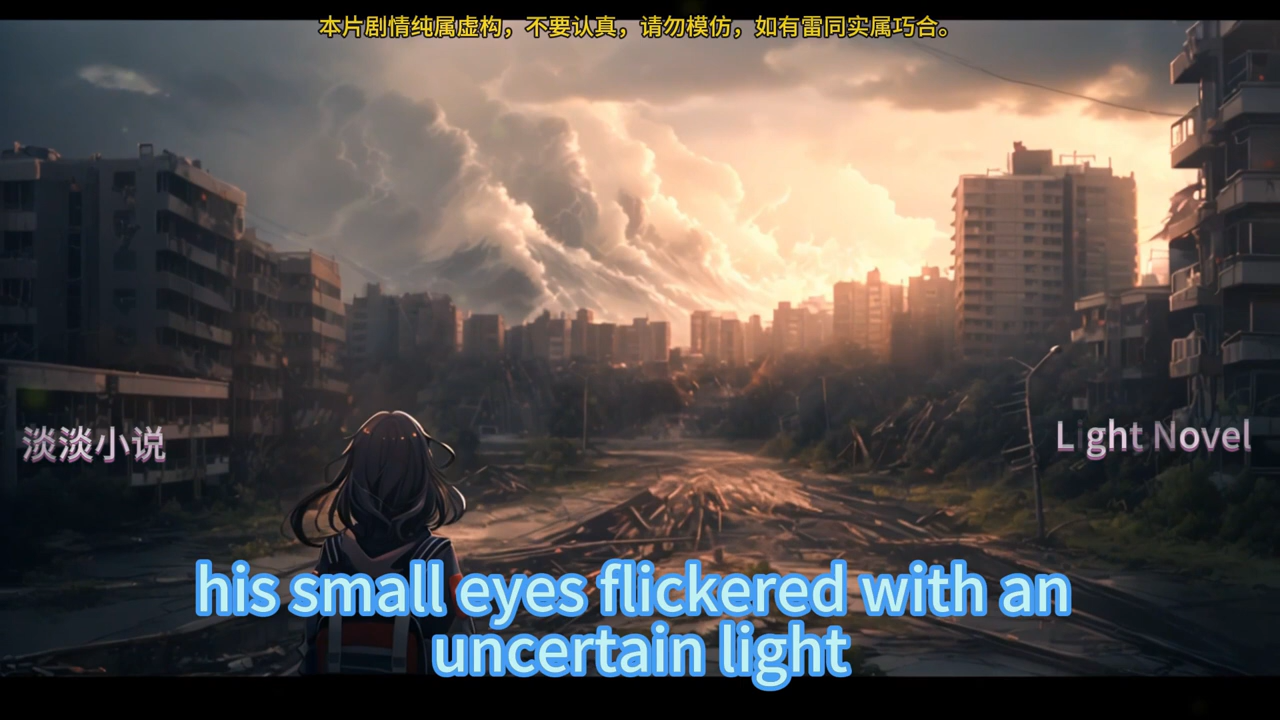 本片剧情纯属虚构，不要认真，请勿模仿，如有雷同实属巧合。
淡淡小说
Light Novel
his small eyes flickered with an
uncertain light